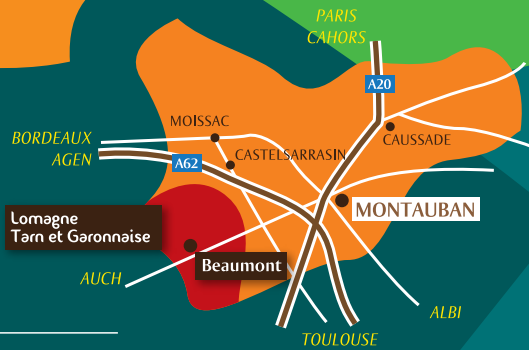 PARIS
CAHORS
A20
MOISSAC
CAUSSADE
BORDEAUX
AGEN
A62
CASTELSARRASIN
MONTAUBAN
Lomagne
Tarn et Garonnaise
Beaumont
AUCH
ALBI
TOULOUSE